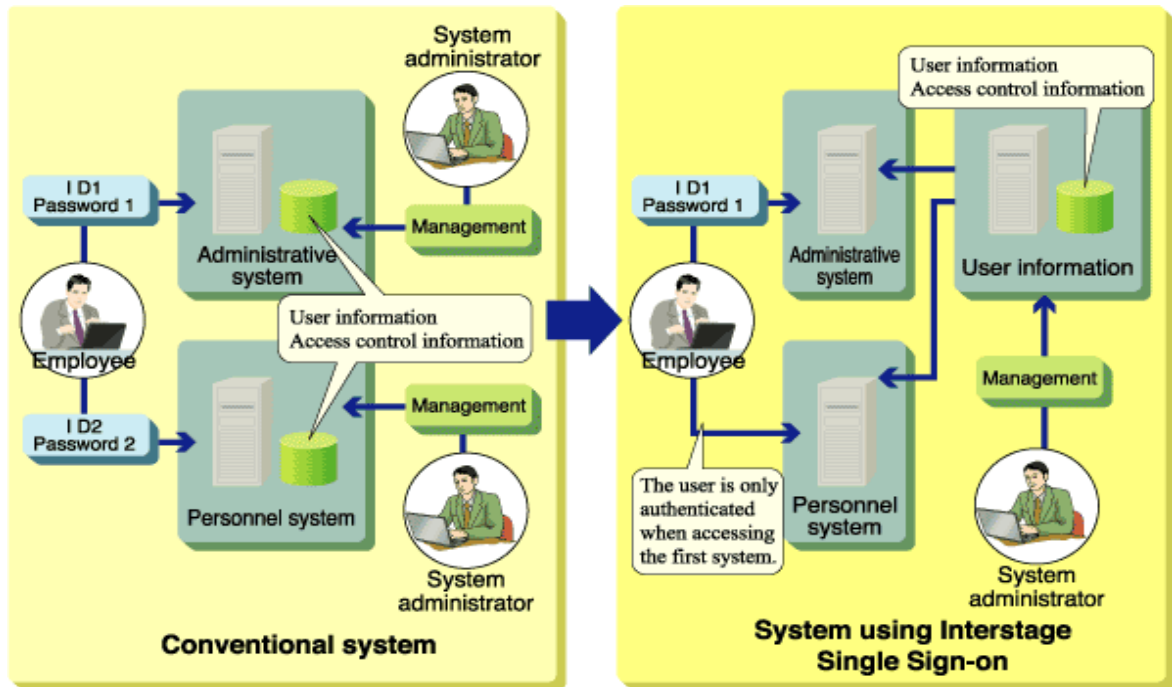 System
administrator
I D1
Password 1
Administrative
system
Management
User information
Access control information
Employee
I D2
Password 2
Personnel system
Management
System
administrator
Conventional system
User information
Access control information
I D1
Password 1
Administrative
system
User information
Employee
Management
The user is only
authenticated
when accessing
the first system.
Personnel
system
System
administrator
System using Interstage
Single Sign-on